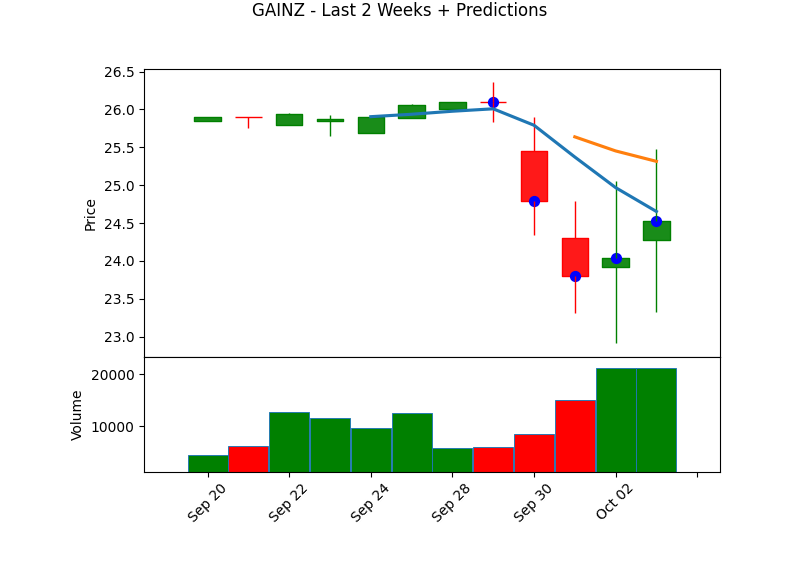 GAINZ - Last 2 Weeks + Predictions
26.5
26.0
25.5
25.0
24.5
24.0
23.5
23.0
Price
20000
10000
Volume
Sep 20
Sep 22
Sep 24
Sep 28
Sep 30
Oct 02